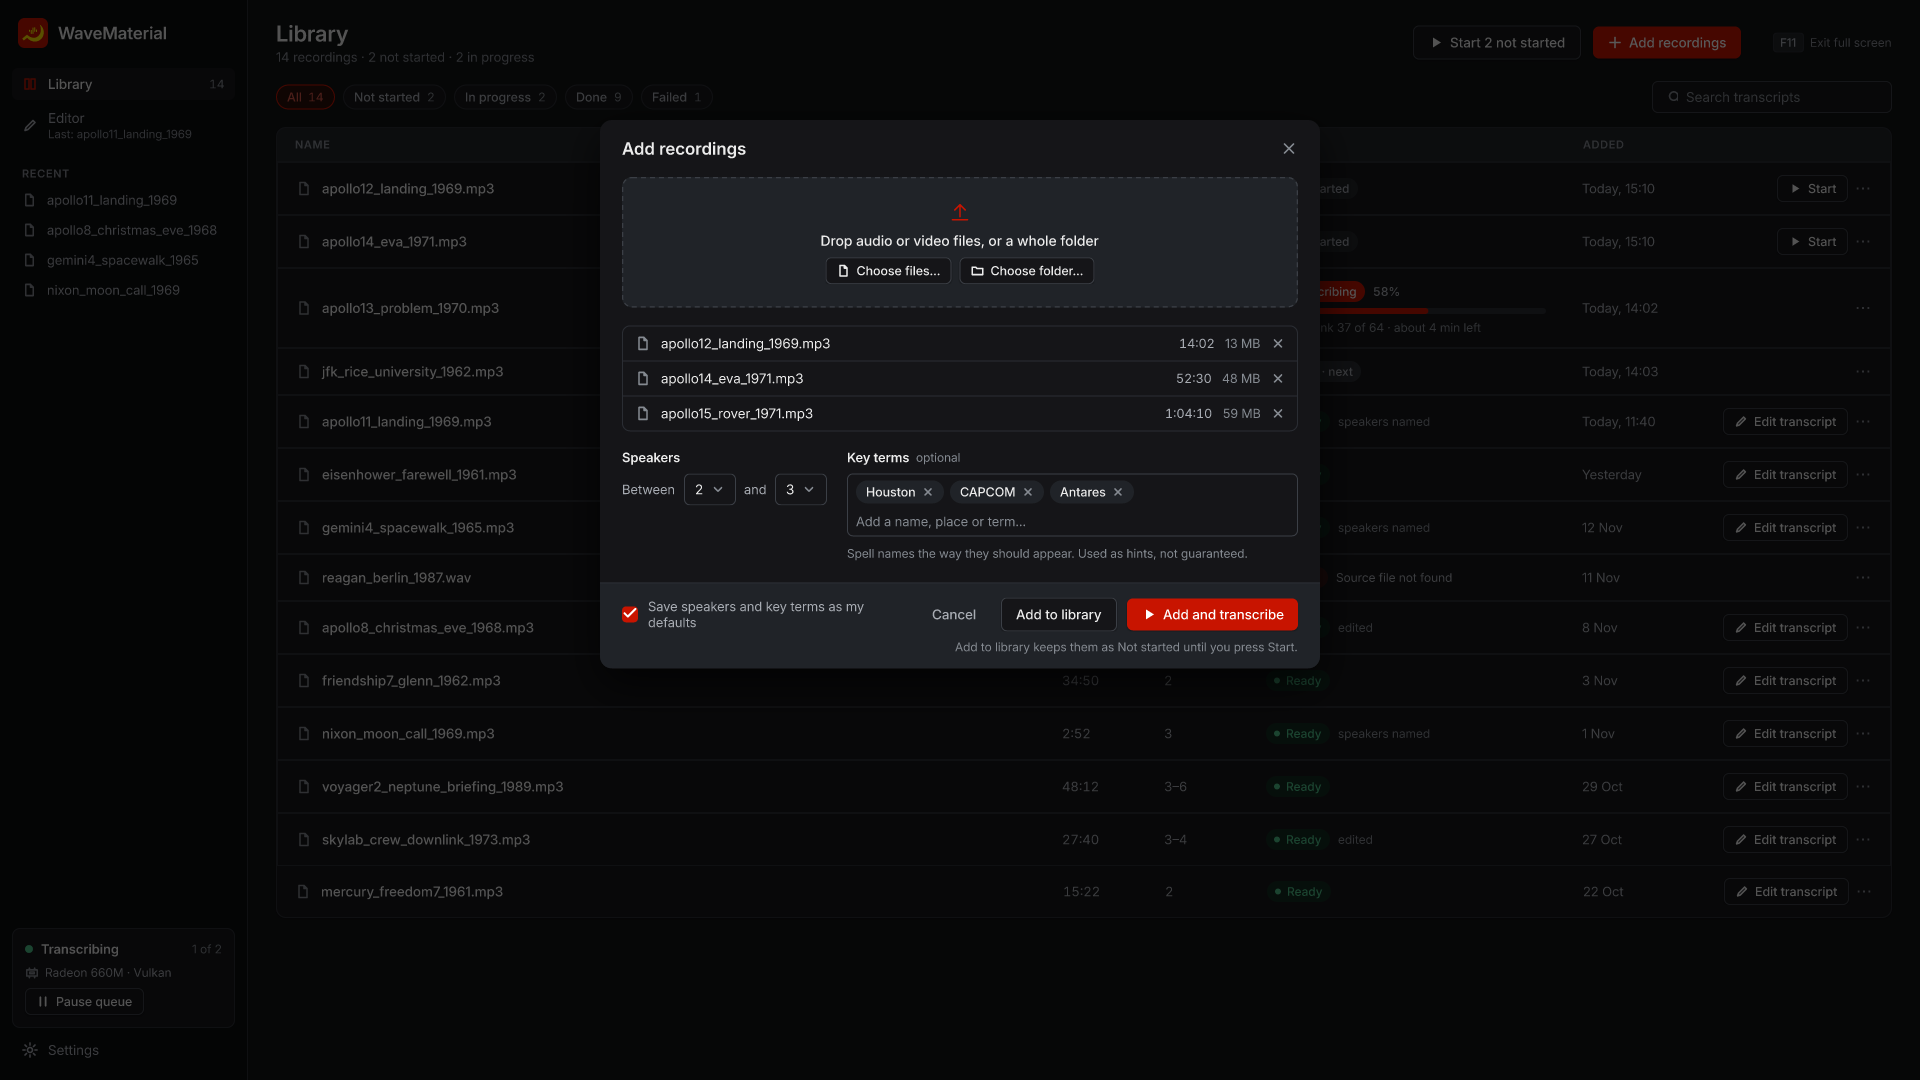 WaveMaterial
Library 14
Editor
Last: apollo11_landing_1969
RECENT
apollo11_landing_1969
apollo8_christmas_eve_1968
gemini4_spacewalk_1965
nixon_moon_call_1969
Transcribing 1 of 2
Radeon 660M · Vulkan
Pause queue
Settings
Library
14 recordings · 2 not started · 2 in progress
Start 2 not started
Add recordings
F11 Exit full screen
All 14 Not started 2 In progress 2 Done 9 Failed 1
Search transcripts
NAME ADDED
apollo12_landing_1969.mp3 arted Today, 15:10 Start
apollo14_eva_1971.mp3 arted Today, 15:10 Start
apollo13_problem_1970.mp3 cribing 58% Today, 14:02
nk 37 of 64 · about 4 min left
jfk_rice_university_1962.mp3 · next Today, 14:03
apollo11_landing_1969.mp3 speakers named Today, 11:40 Edit transcript
eisenhower_farewell_1961.mp3 Yesterday Edit transcript
gemini4_spacewalk_1965.mp3 speakers named 12 Nov Edit transcript
reagan_berlin_1987.wav Source file not found 11 Nov
apollo8_christmas_eve_1968.mp3 edited 8 Nov Edit transcript
friendship7_glenn_1962.mp3 34:50 2 Ready 3 Nov Edit transcript
nixon_moon_call_1969.mp3 2:52 3 Ready speakers named 1 Nov Edit transcript
voyager2_neptune_briefing_1989.mp3 48:12 3–6 Ready 29 Oct Edit transcript
skylab_crew_downlink_1973.mp3 27:40 3–4 Ready edited 27 Oct Edit transcript
mercury_freedom7_1961.mp3 15:22 2 Ready 22 Oct Edit transcript
Add recordings
Drop audio or video files, or a whole folder
Choose files... Choose folder...
apollo12_landing_1969.mp3 14:02 13 MB
apollo14_eva_1971.mp3 52:30 48 MB
apollo15_rover_1971.mp3 1:04:10 59 MB
Speakers
Between 2 and 3
Key terms optional
Houston CAPCOM Antares
Add a name, place or term...
Spell names the way they should appear. Used as hints, not guaranteed.
Save speakers and key terms as my
defaults
Cancel Add to library Add and transcribe
Add to library keeps them as Not started until you press Start.